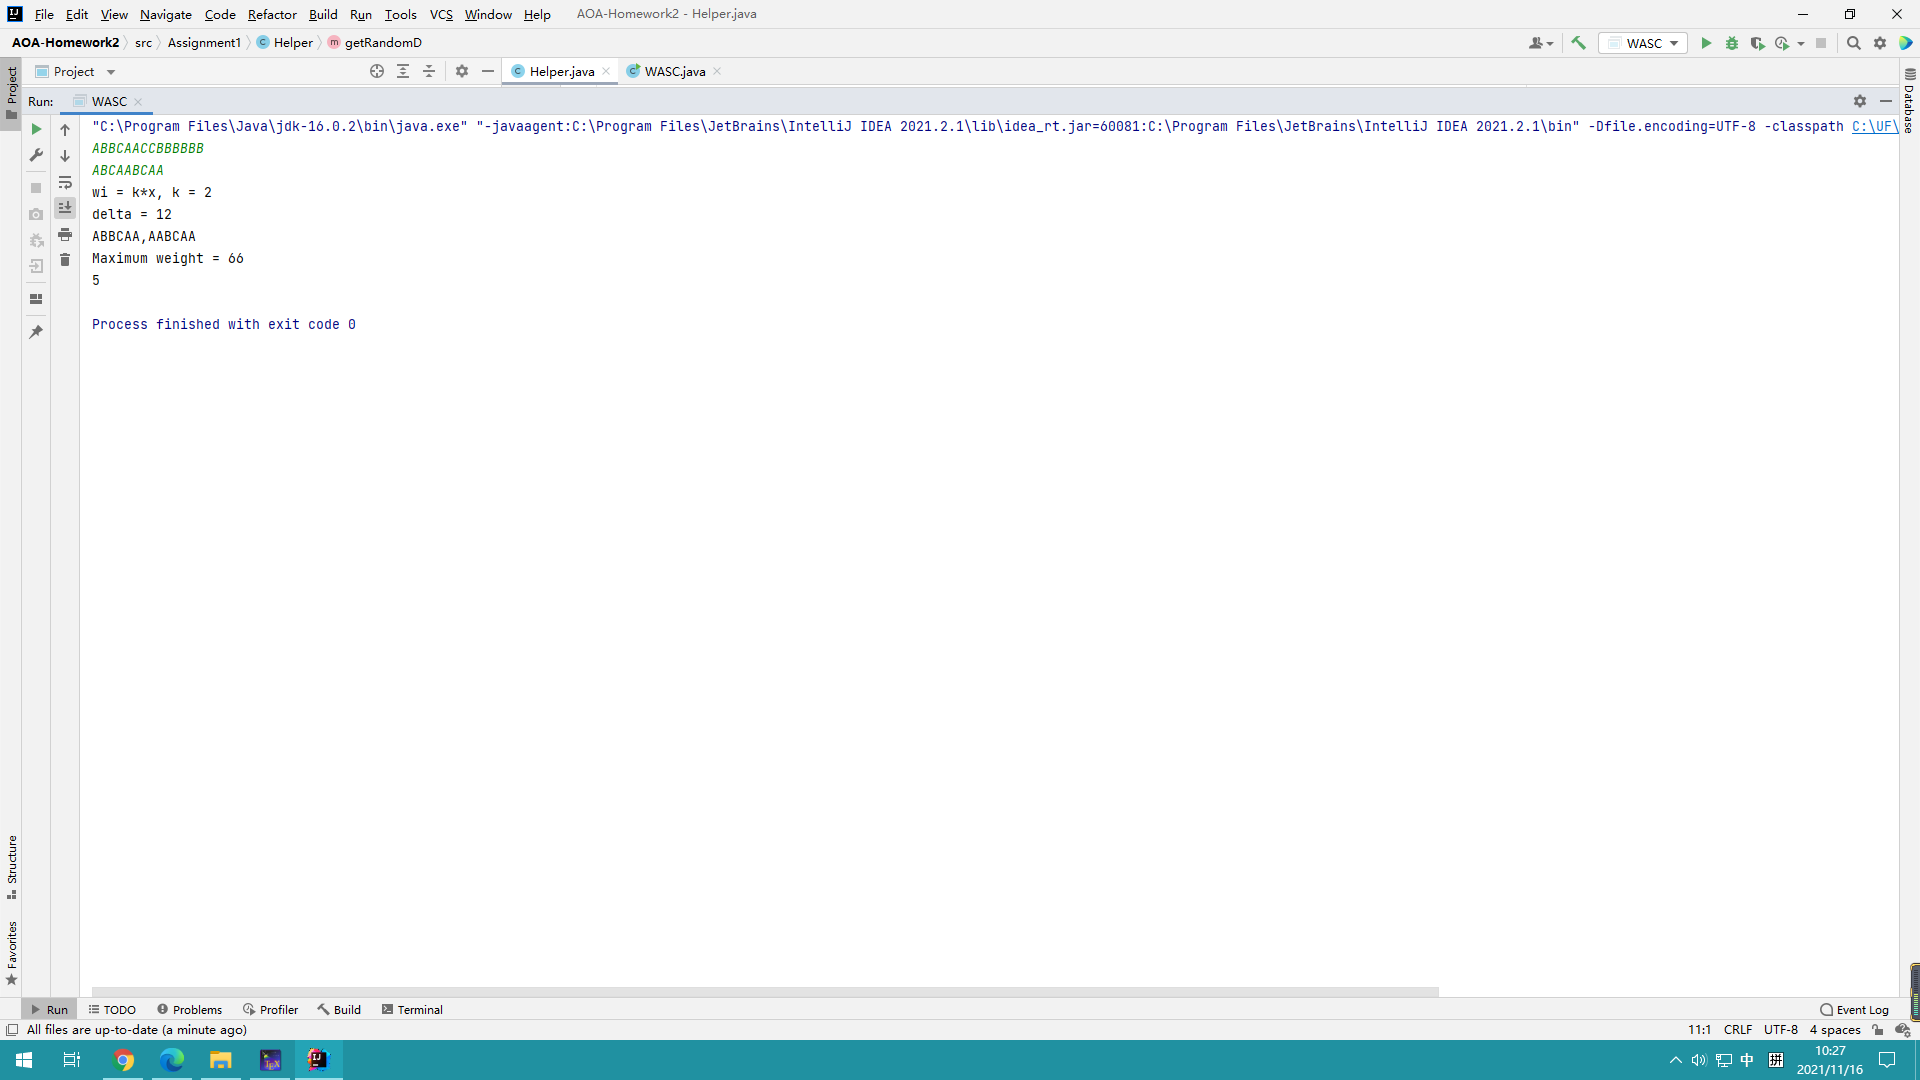 File Edit View Navigate Code Refactor Build Run Tools VCS Window Help AOA-Homework2 - Helper.java
AOA-Homework2 src Assignment1 Helper getRandomD WASC
Project
Project
Helper.java
WASC.java
Database
Run: WASC
"C:\Program Files\Java\jdk-16.0.2\bin\java.exe" "-javaagent:C:\Program Files\JetBrains\IntelliJ IDEA 2021.2.1\lib\idea_rt.jar=60081:C:\Program Files\JetBrains\IntelliJ IDEA 2021.2.1\bin" -Dfile.encoding=UTF-8 -classpath C:\UF\
ABBCAACCBBBBBB
ABCAABCAA
wi = k*x, k = 2
delta = 12
ABBCAA,AABCAA
Maximum weight = 66
5
Process finished with exit code 0
Structure
Favorites
Run TODO Problems Profiler Build Terminal Event Log
All files are up-to-date (a minute ago) 11:1 CRLF UTF-8 4 spaces
中 拼 10:27
2021/11/16